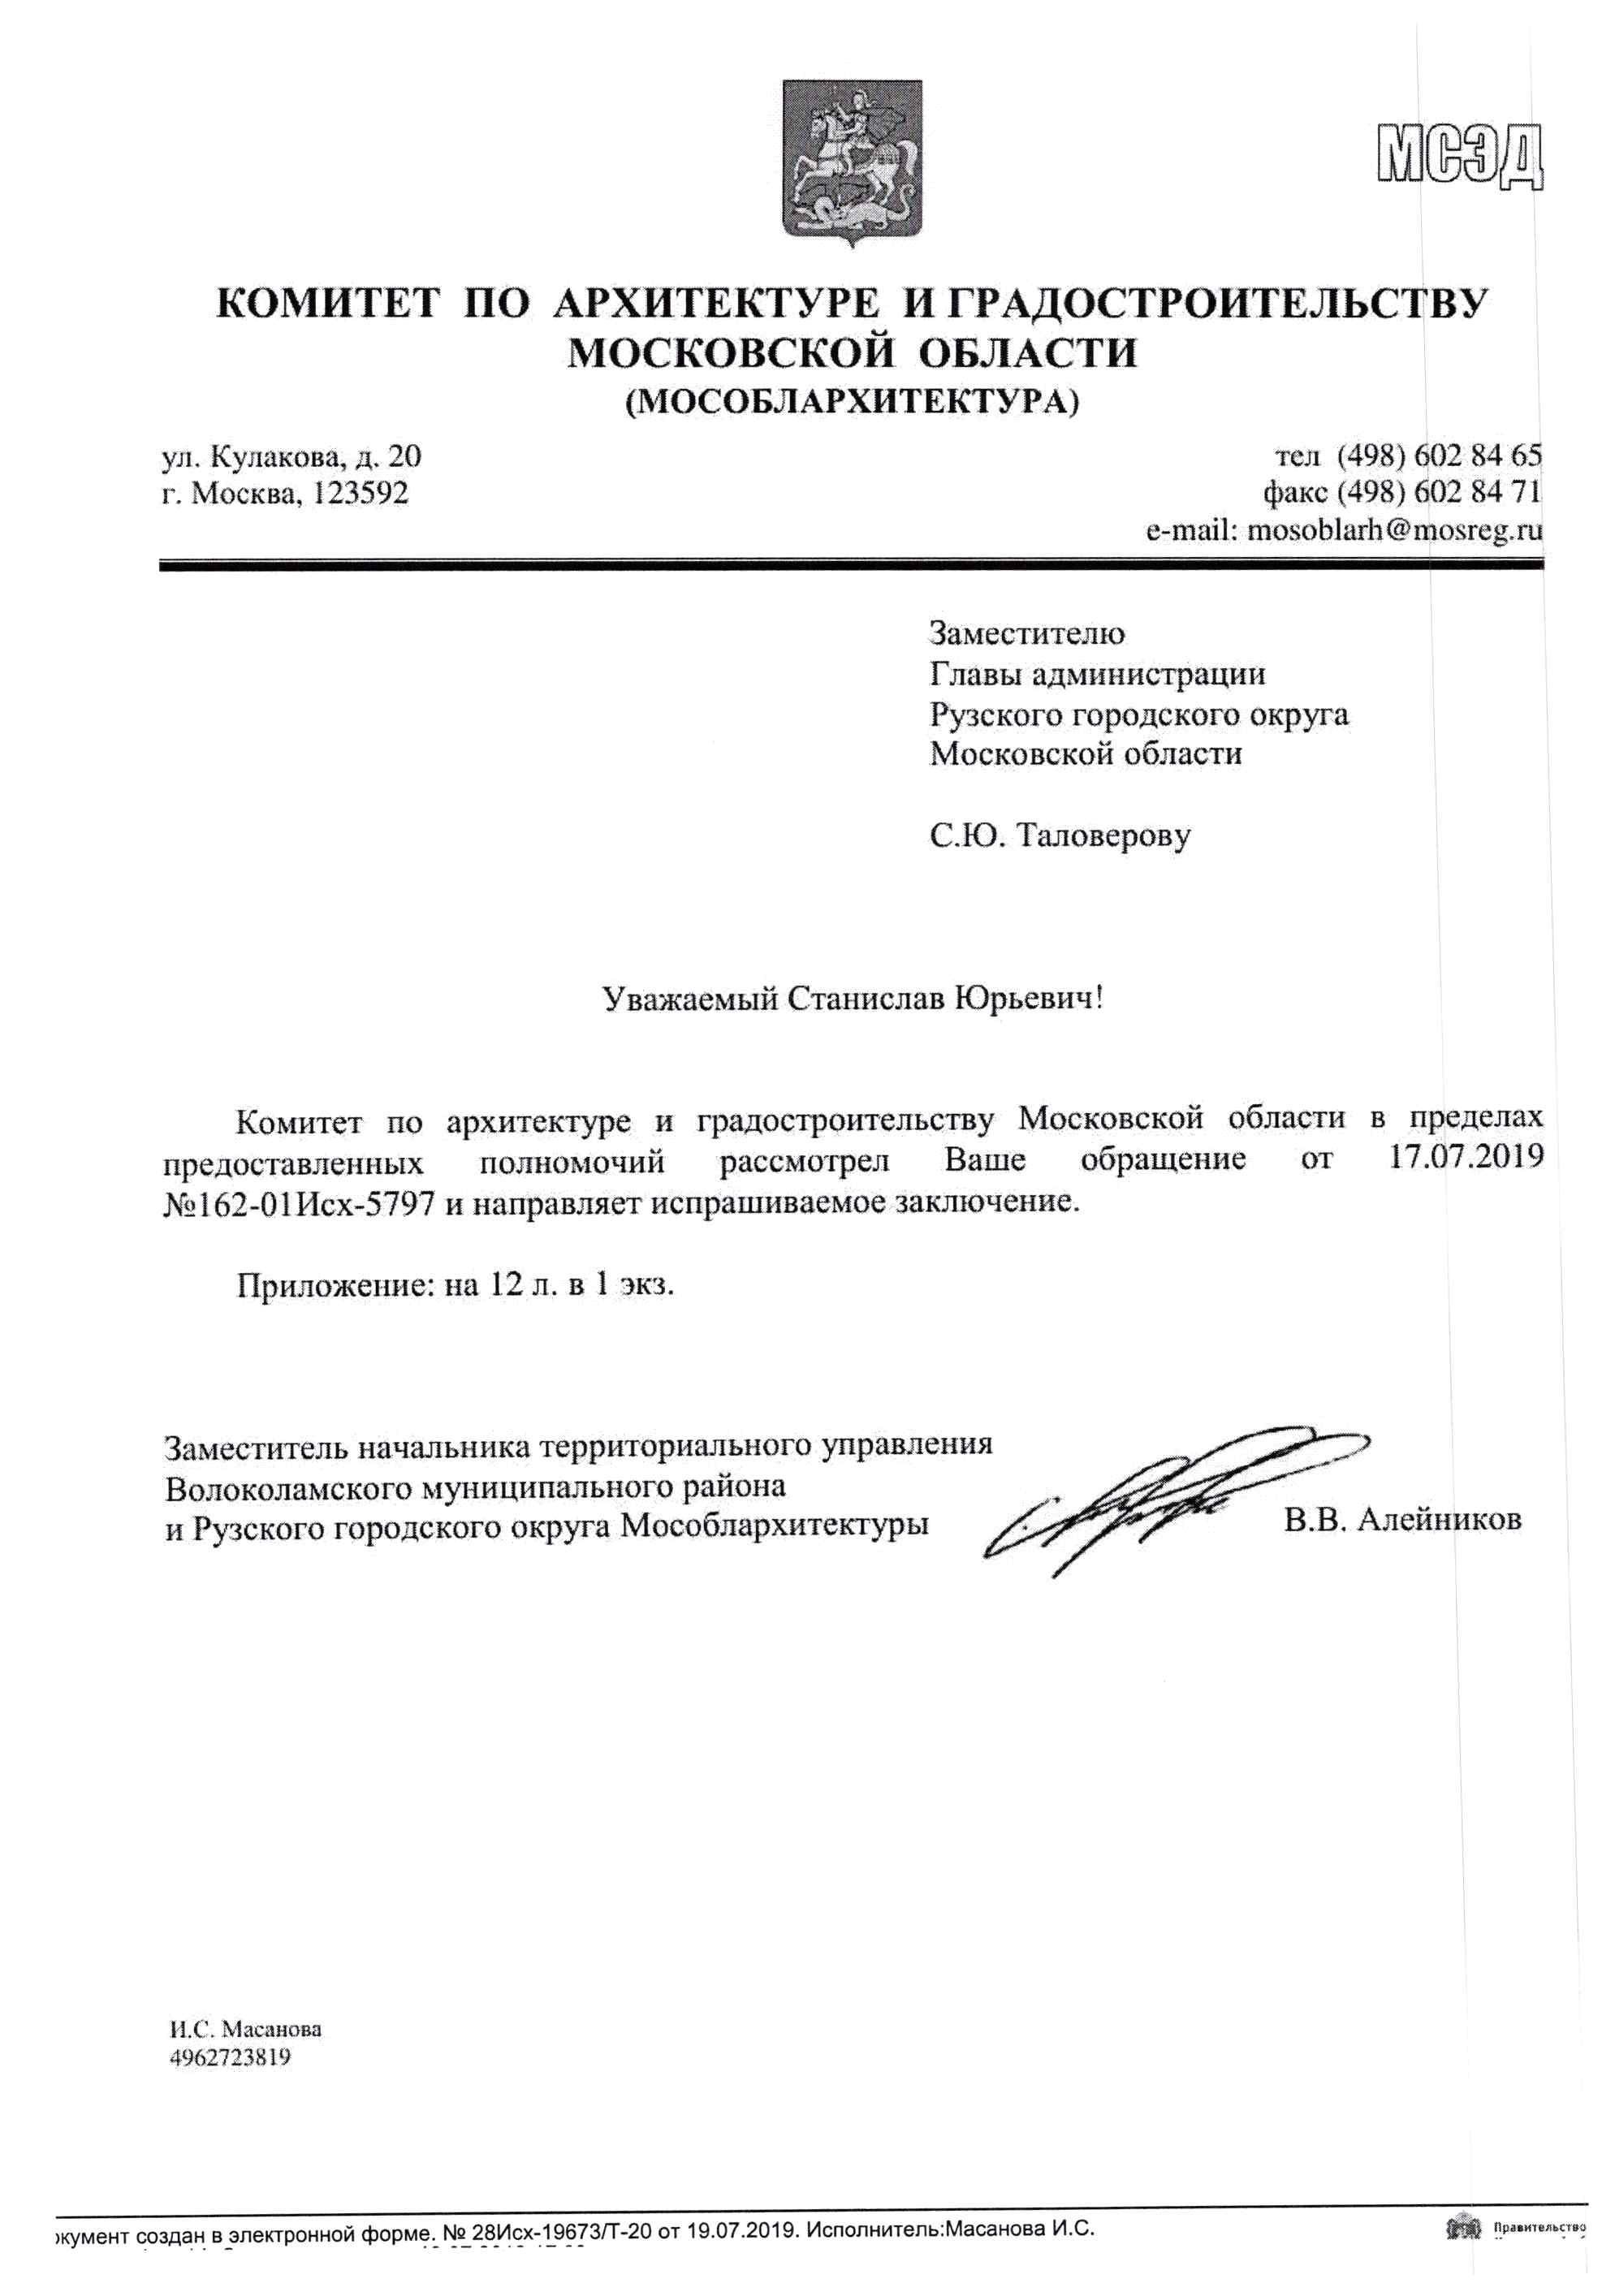 МСЭД
КОМИТЕТ ПО АРХИТЕКТУРЕ И ГРАДОСТРОИТЕЛЬСТВУ
МОСКОВСКОЙ ОБЛАСТИ
(МОСОБЛАРХИТЕКТУРА)
ул. Кулакова, д. 20
г. Москва, 123592
тел (498) 602 84 65
факс (498) 602 84 71
e-mail: mosoblarh@mosreg.ru
Заместителю
Главы администрации
Рузского городского округа
Московской области
С.Ю. Таловерову
Уважаемый Станислав Юрьевич!
Комитет по архитектуре и градостроительству Московской области в пределах
предоставленных полномочий рассмотрел Ваше обращение от 17.07.2019
№162-01Исх-5797 и направляет испрашиваемое заключение.
Приложение: на 12 л. в 1 экз.
Заместитель начальника территориального управления
Волоколамского муниципального района
и Рузского городского округа Мособлархитектуры
В.В. Алейников
И.С. Масанова
4962723819
окумент создан в электронной форме. № 28Исх-19673/Т-20 от 19.07.2019. Исполнитель:Масанова И.С.
Правительство